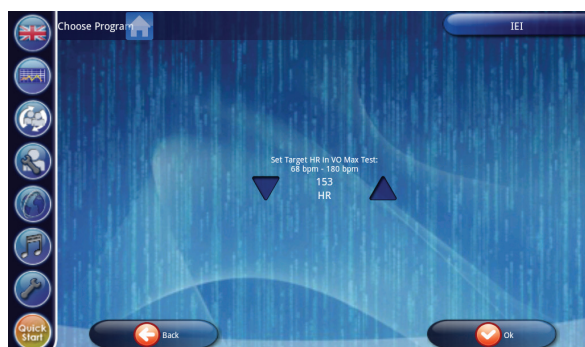 Choose Program
IEI
Set Target HR in VO Max Test:
68 bpm - 180 bpm
153
HR
Back
Ok
Quick
Start